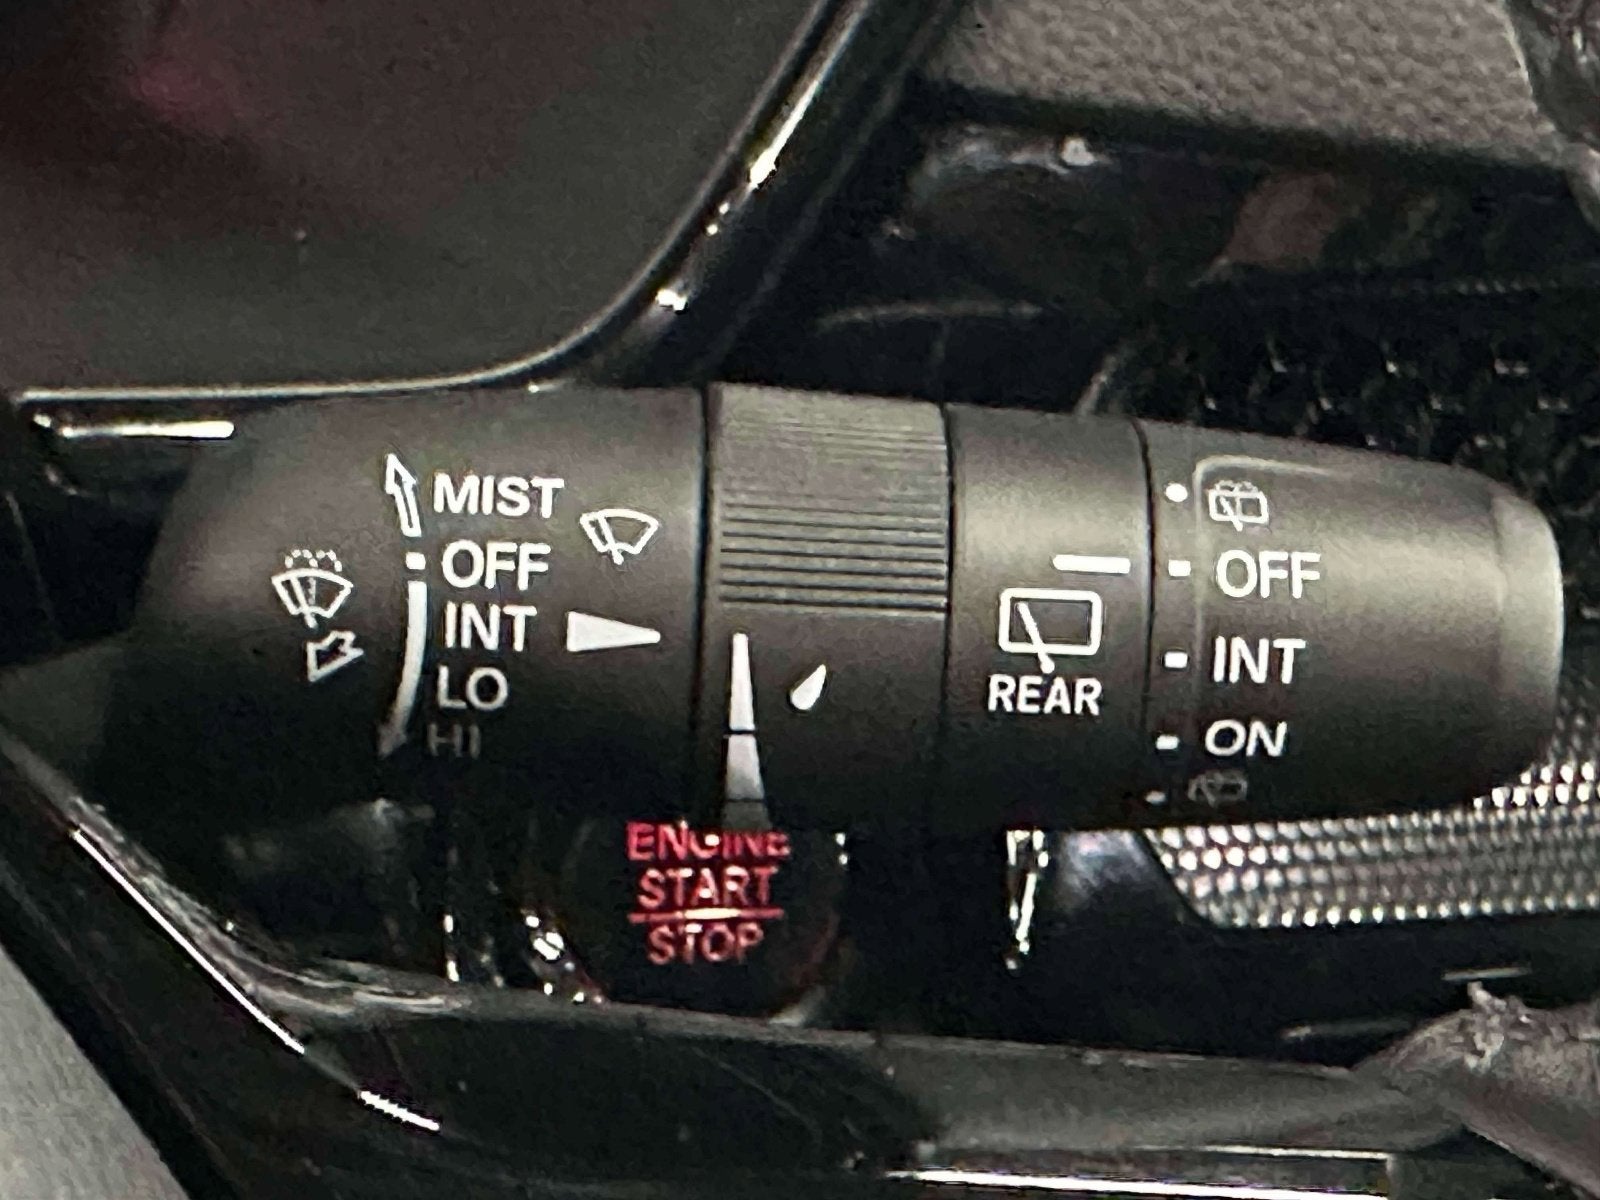 MIST
OFF
INT
LO
HI
REAR
OFF
INT
ON
ENGINE
START
STOP